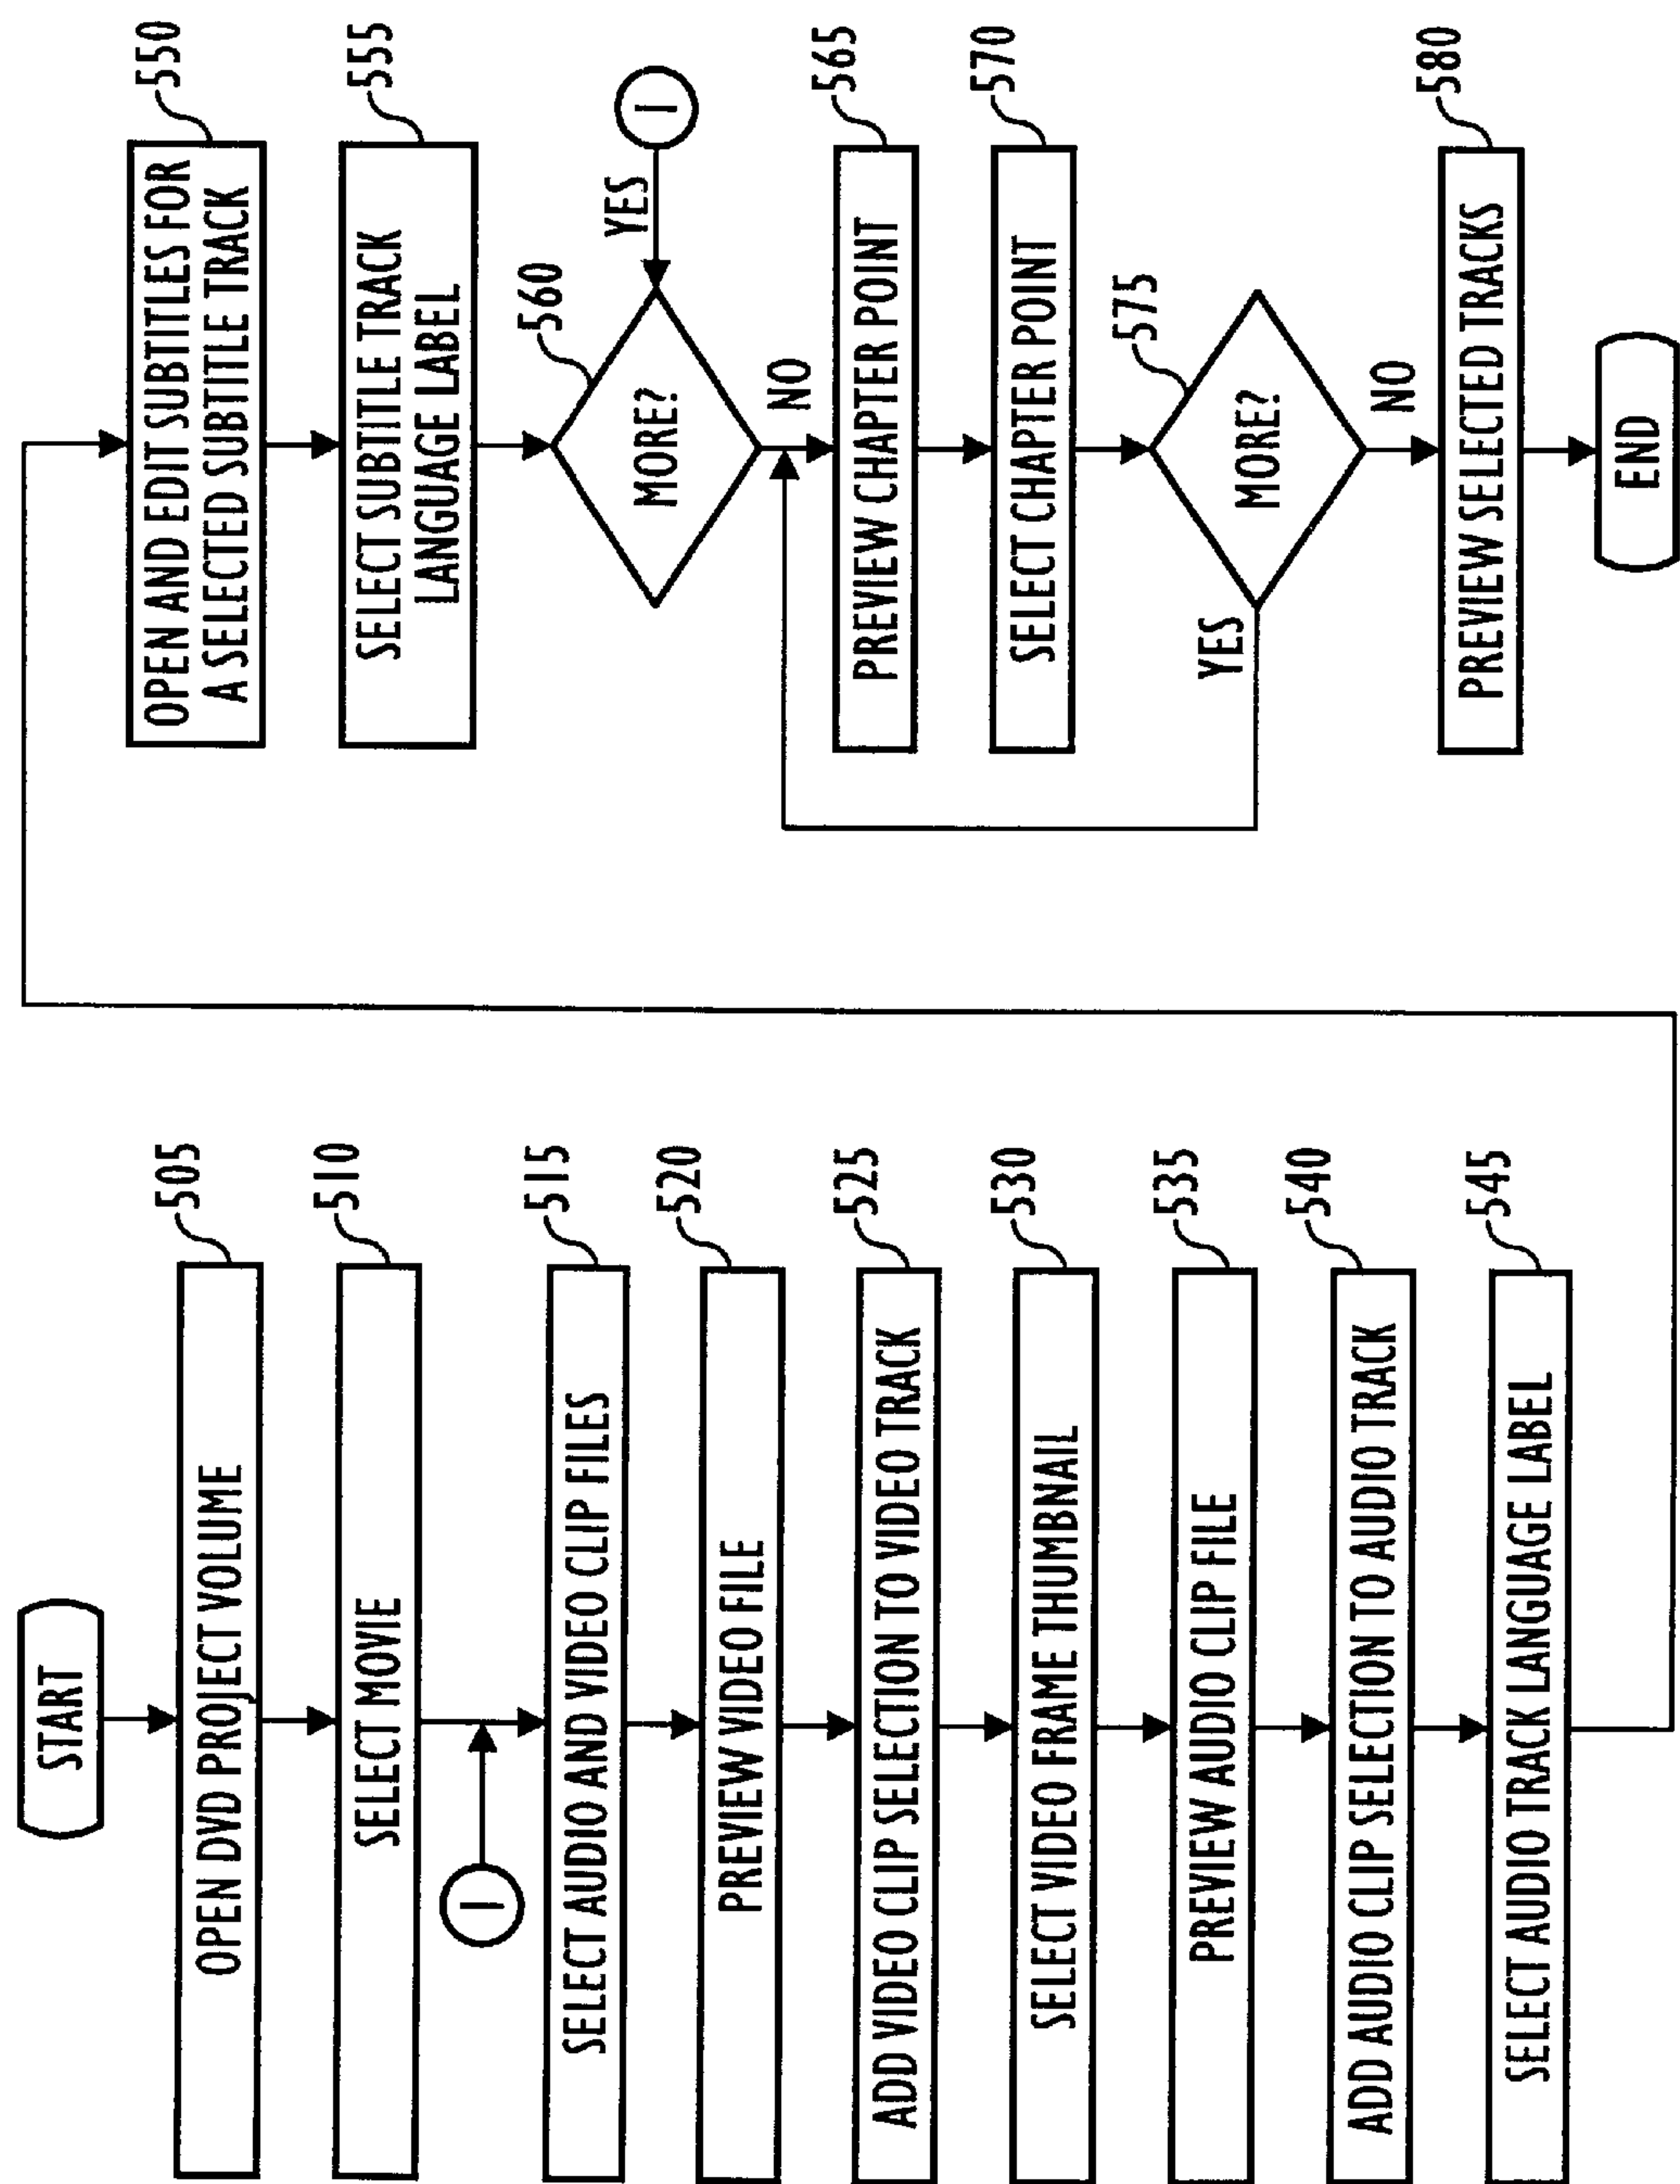 START
505
OPEN DVD PROJECT VOLUME
510
SELECT MOVIE
1
515
SELECT AUDIO AND VIDEO CLIP FILES
520
PREVIEW VIDEO FILE
525
ADD VIDEO CLIP SELECTION TO VIDEO TRACK
530
SELECT VIDEO FRAME THUMBNAIL
535
PREVIEW AUDIO CLIP FILE
540
ADD AUDIO CLIP SELECTION TO AUDIO TRACK
545
SELECT AUDIO TRACK LANGUAGE LABEL
550
OPEN AND EDIT SUBTITLES FOR
A SELECTED SUBTITLE TRACK
555
SELECT SUBTITLE TRACK
LANGUAGE LABEL
560
MORE?
YES
1
NO
565
PREVIEW CHAPTER POINT
570
SELECT CHAPTER POINT
575
MORE?
YES
NO
580
PREVIEW SELECTED TRACKS
END